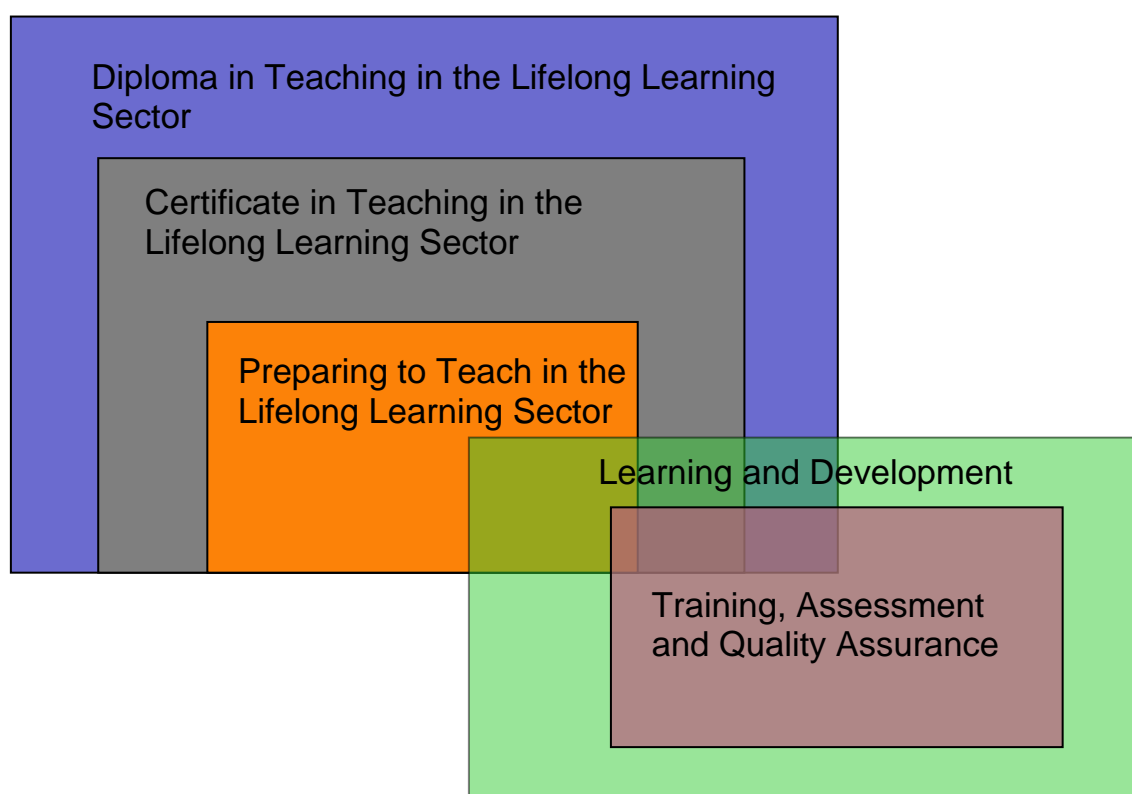 Diploma in Teaching in the Lifelong Learning
Sector
Certificate in Teaching in the
Lifelong Learning Sector
Preparing to Teach in the
Lifelong Learning Sector
Learning and Development
Training, Assessment
and Quality Assurance